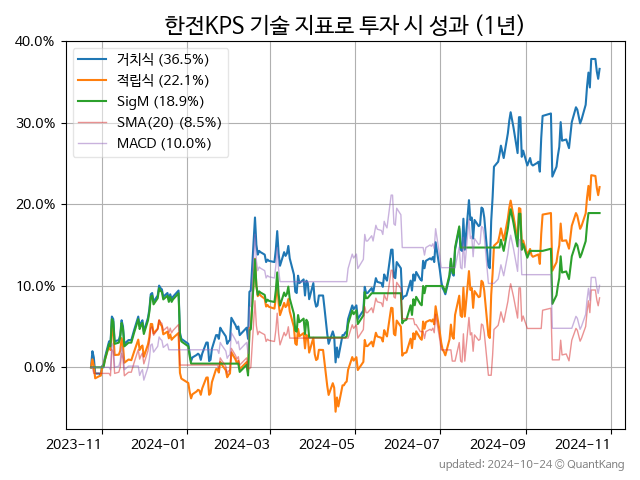 한전KPS 기술 지표로 투자 시 성과 (1년)
40.0%
30.0%
20.0%
10.0%
0.0%
거치식 (36.5%)
적립식 (22.1%)
SigM (18.9%)
SMA(20) (8.5%)
MACD (10.0%)
2023-11 2024-01 2024-03 2024-05 2024-07 2024-09 2024-11
updated: 2024-10-24 © QuantKang